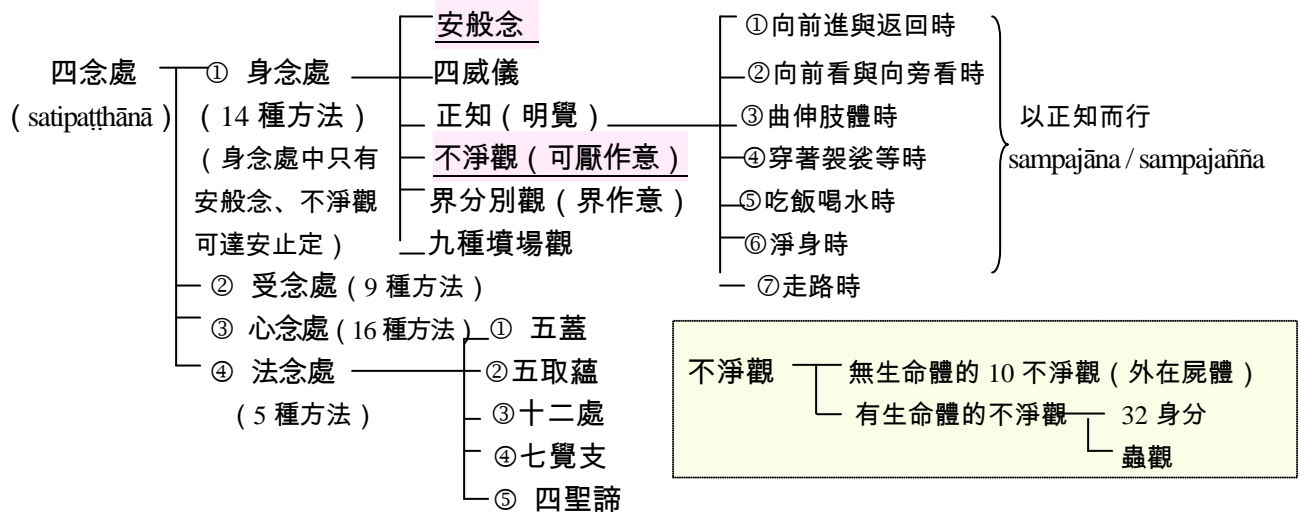 四念處
（satipaṭṭhānā）
① 身念處
（14 種方法）
（身念處中只有
安般念、不淨觀
可達安止定）
② 受念處（9 種方法）
③ 心念處（16 種方法）
④ 法念處
（5 種方法）
安般念
四威儀
正知（明覺）
不淨觀（可厭作意）
界分別觀（界作意）
九種墳場觀
①向前進與返回時
②向前看與向旁看時
③曲伸肢體時
④穿著袈裟等時
⑤吃飯喝水時
⑥淨身時
⑦走路時
以正知而行
sampajāna / sampajañña
① 五蓋
②五取蘊
③十二處
④七覺支
⑤ 四聖諦
不淨觀
無生命體的 10 不淨觀（外在屍體）
有生命體的不淨觀
32 身分
蟲觀